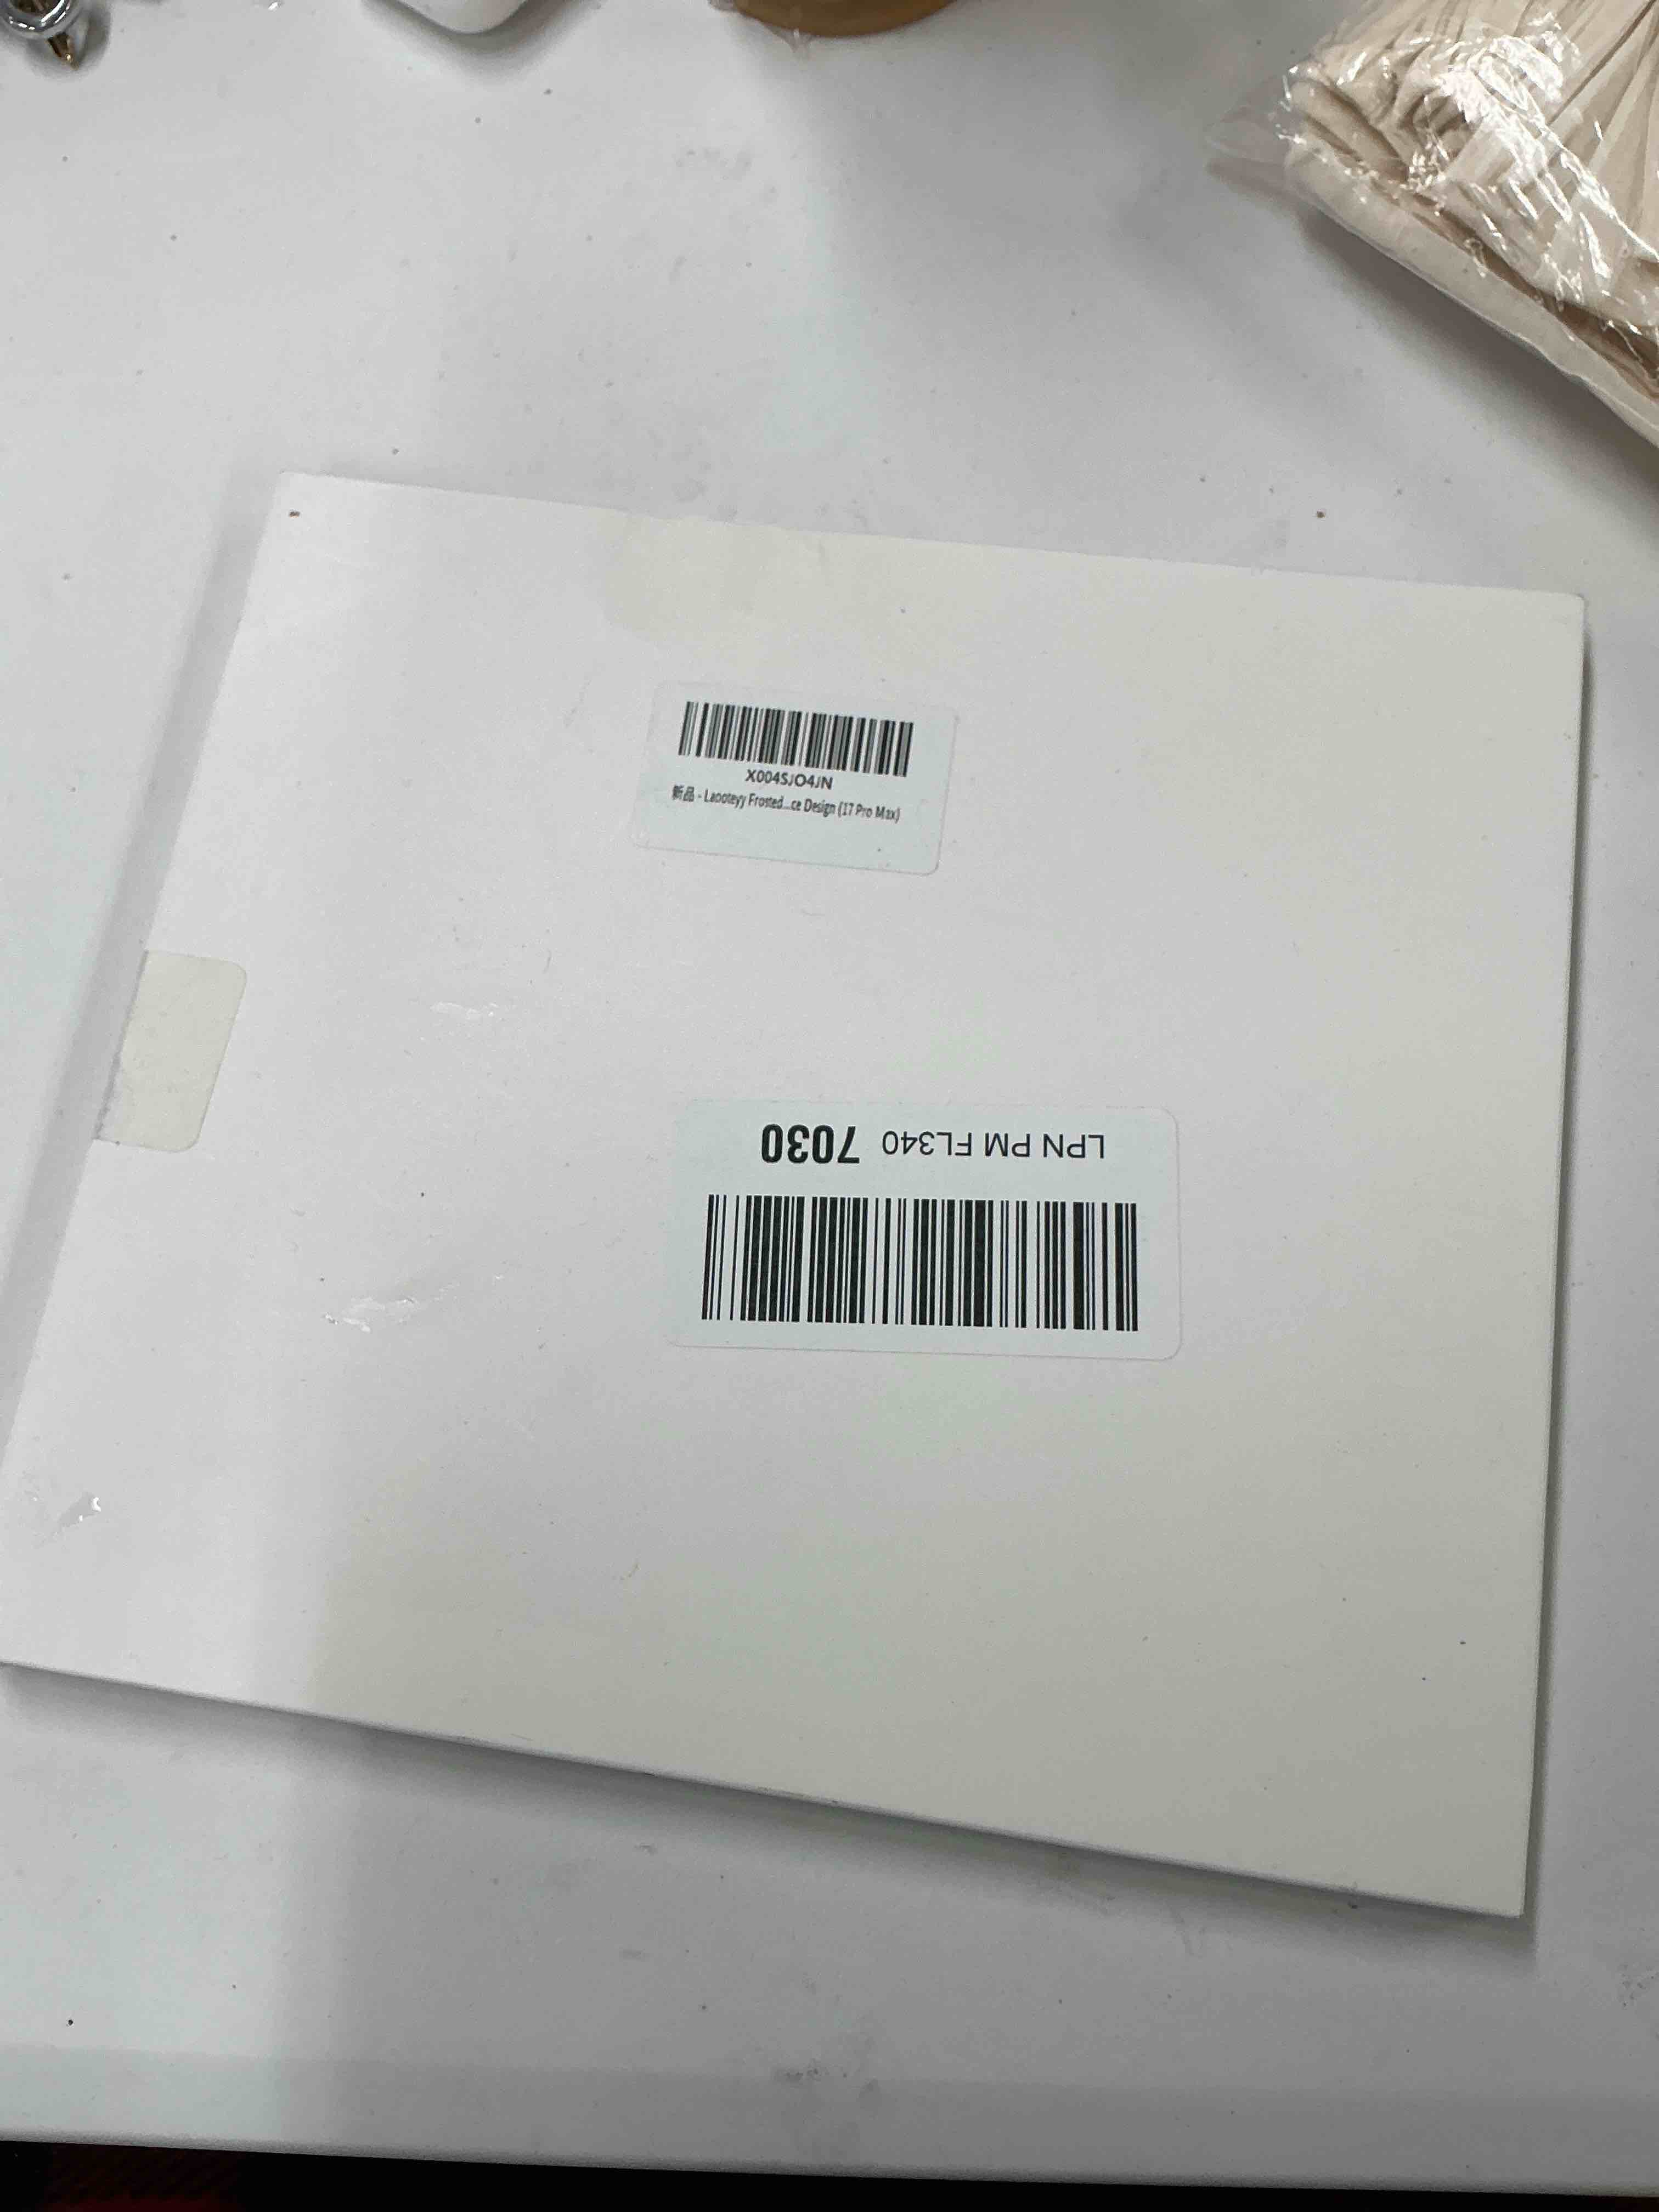 X004SJO4JN
新品 - Laooteyy Frosted...ce Design (17 Pro Max)
LPN PM FL340 7030